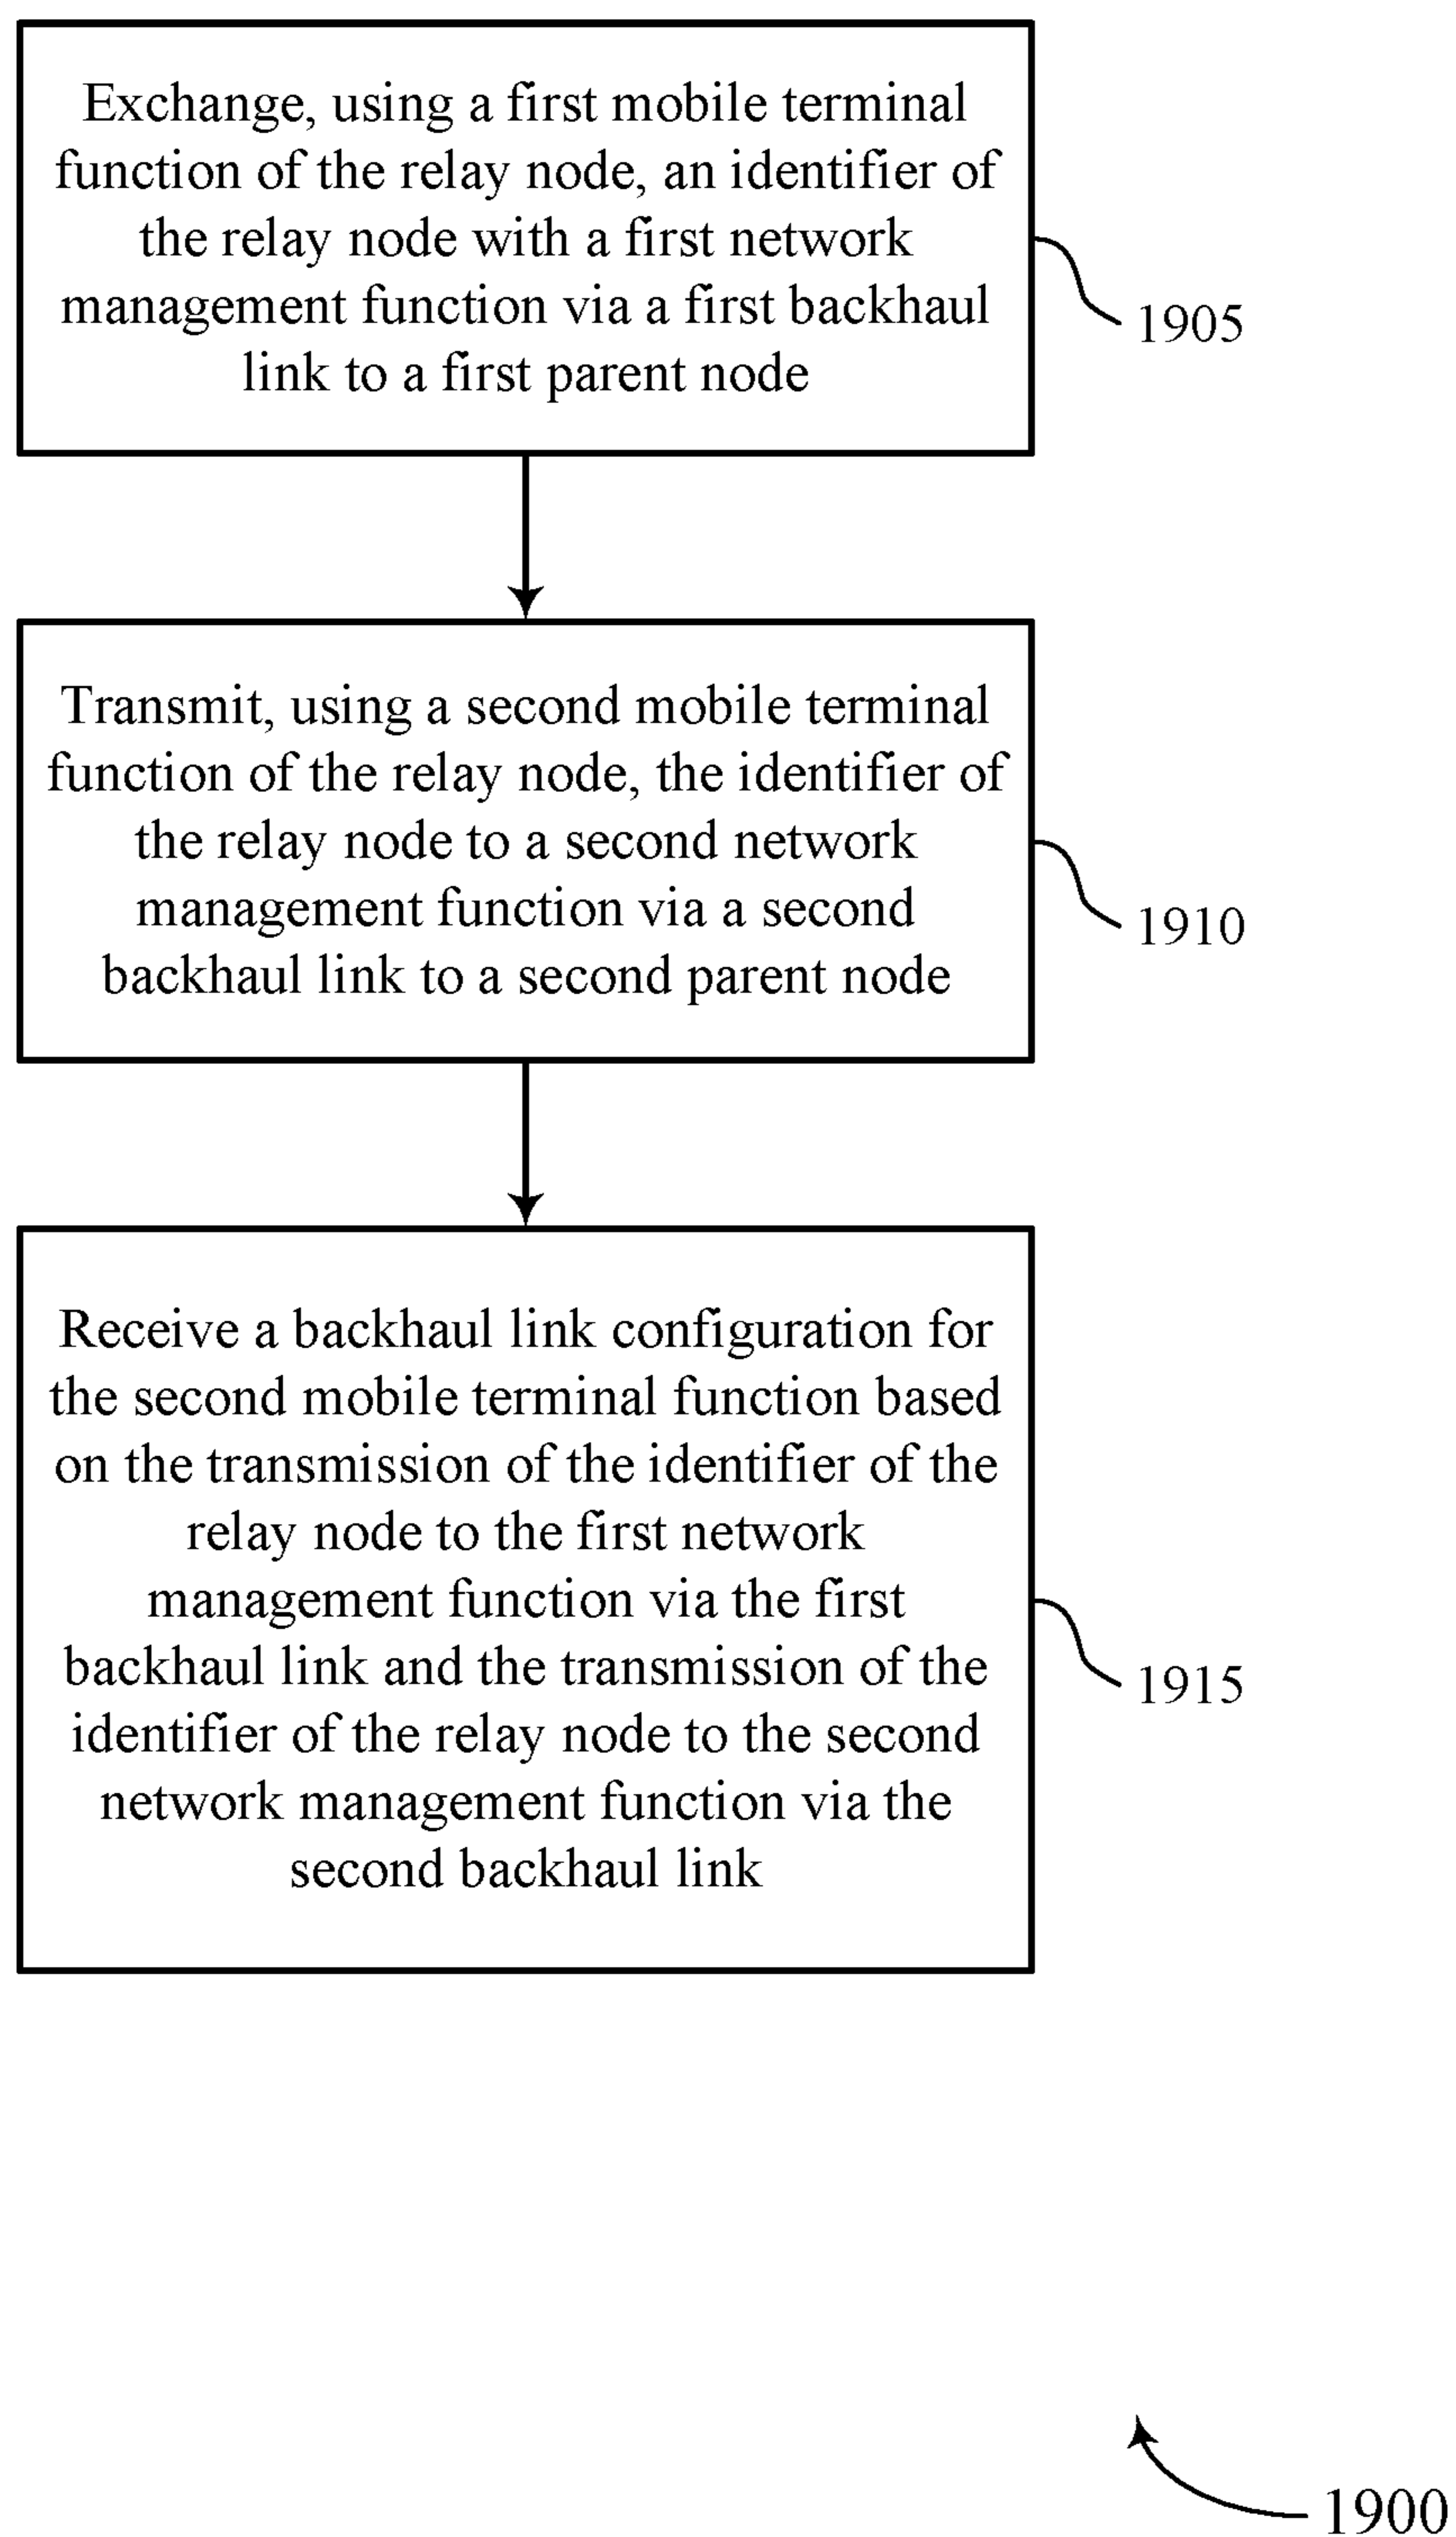 Exchange, using a first mobile terminal
function of the relay node, an identifier of
the relay node with a first network
management function via a first backhaul
link to a first parent node
1905
Transmit, using a second mobile terminal
function of the relay node, the identifier of
the relay node to a second network
management function via a second
backhaul link to a second parent node
1910
Receive a backhaul link configuration for
the second mobile terminal function based
on the transmission of the identifier of the
relay node to the first network
management function via the first
backhaul link and the transmission of the
identifier of the relay node to the second
network management function via the
second backhaul link
1915
1900